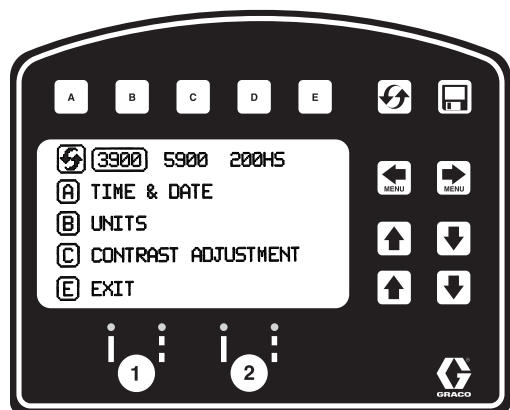 A B C D E
3900 5900 200HS
MENU MENU
A TIME & DATE
B UNITS
C CONTRAST ADJUSTMENT
E EXIT
1 2
GRACO